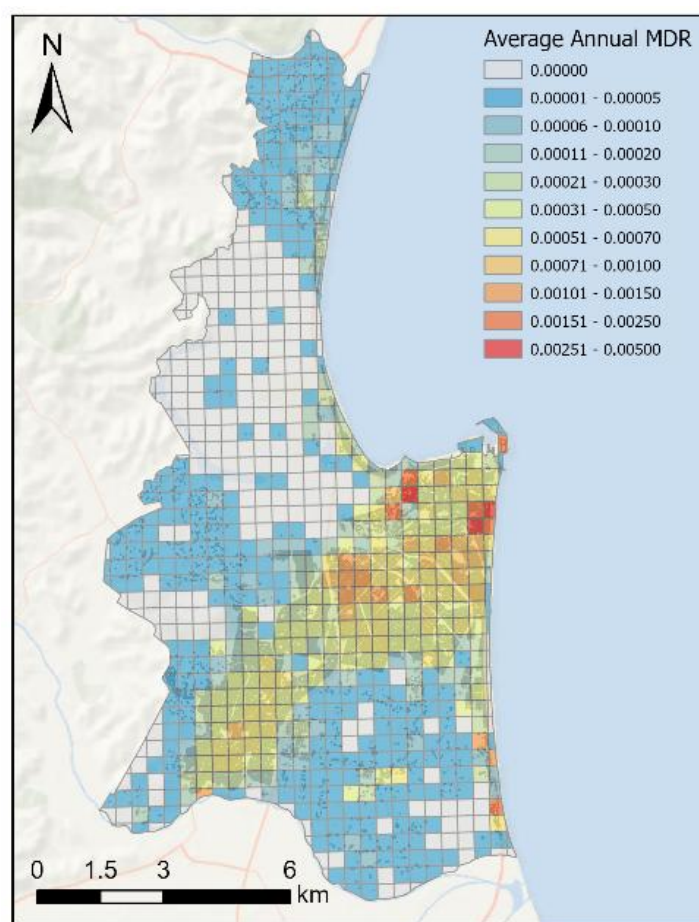 N
Average Annual MDR
0.00000
0.00001 - 0.00005
0.00006 - 0.00010
0.00011 - 0.00020
0.00021 - 0.00030
0.00031 - 0.00050
0.00051 - 0.00070
0.00071 - 0.00100
0.00101 - 0.00150
0.00151 - 0.00250
0.00251 - 0.00500
0 1.5 3 6
km